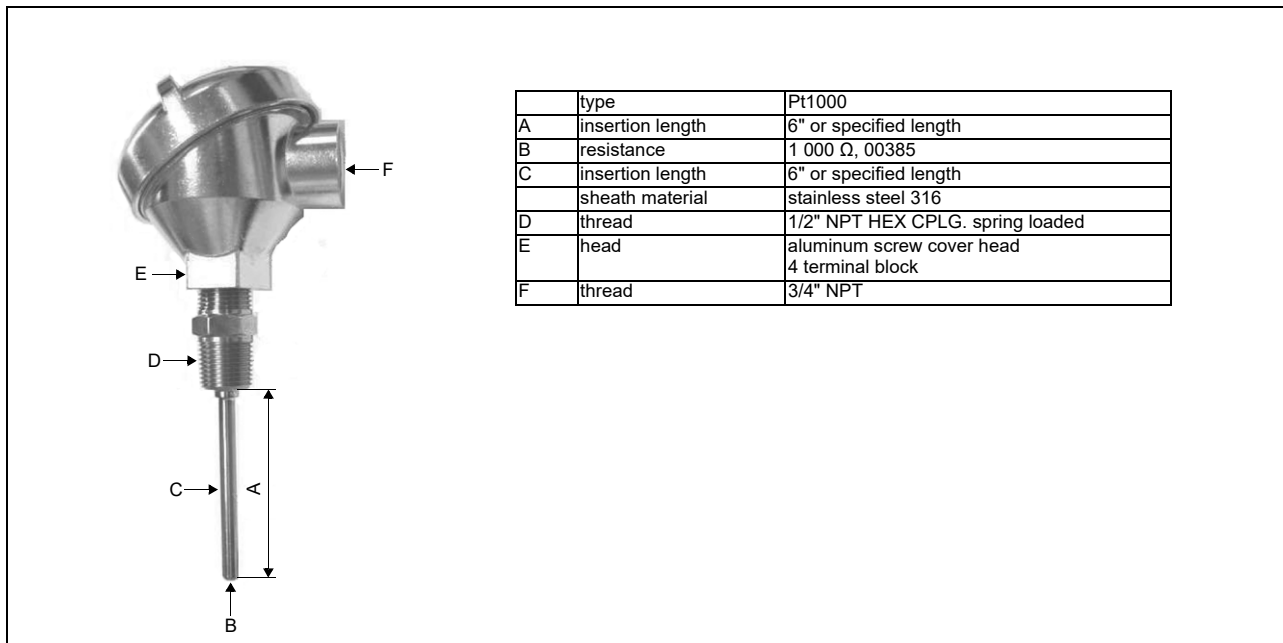 type Pt1000
A insertion length 6" or specified length
B resistance 1 000 Ω, 00385
C insertion length 6" or specified length
sheath material stainless steel 316
D thread 1/2" NPT HEX CPLG. spring loaded
E head aluminum screw cover head
4 terminal block
F thread 3/4" NPT
F
E
D
C
A
B